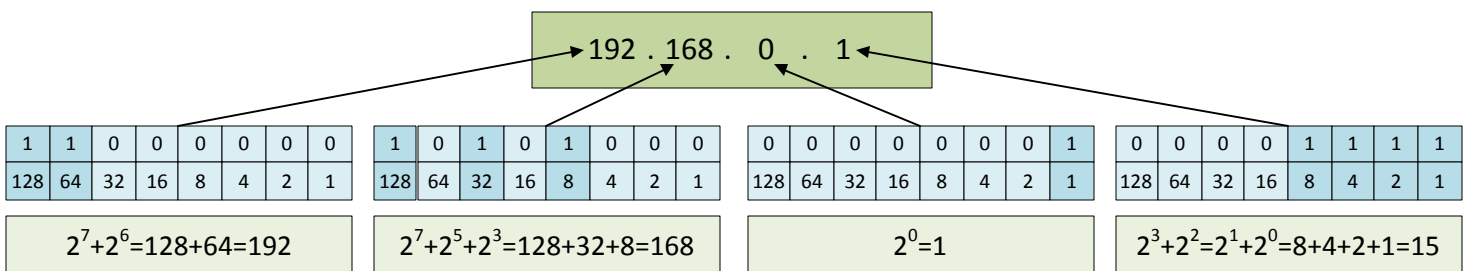 192 . 168 . 0 . 1
1 1 0 0 0 0 0 0 1 0 1 0 1 0 0 0 0 0 0 0 0 0 0 1 0 0 0 0 1 1 1 1
128 64 32 16 8 4 2 1 128 64 32 16 8 4 2 1 128 64 32 16 8 4 2 1 128 64 32 16 8 4 2 1
2⁷+2⁶=128+64=192 2⁷+2⁵+2³=128+32+8=168 2⁰=1 2³+2²=2¹+2⁰=8+4+2+1=15